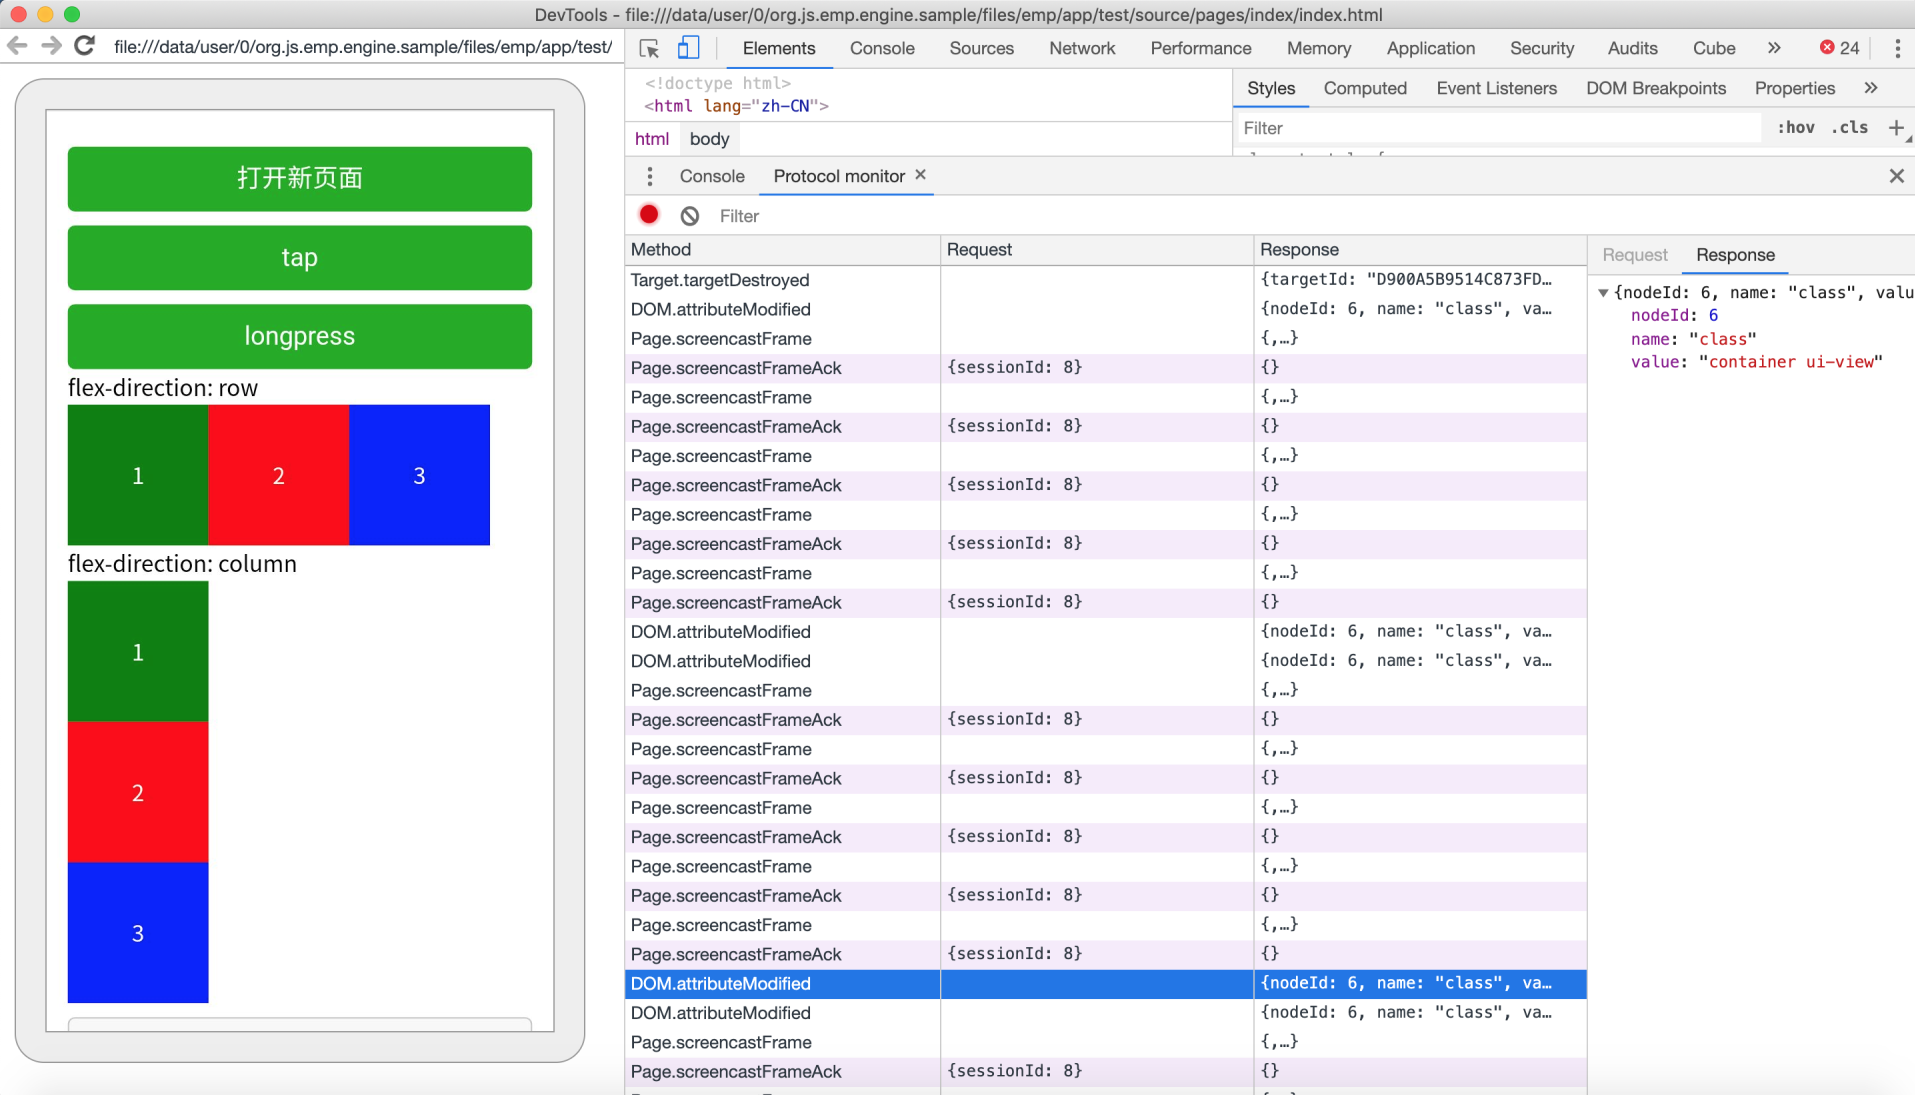 DevTools - file:///data/user/0/org.js.emp.engine.sample/files/emp/app/test/source/pages/index/index.html
file:///data/user/0/org.js.emp.engine.sample/files/emp/app/test/
Elements Console Sources Network Performance Memory Application Security Audits Cube » 24
打开新页面
tap
longpress
flex-direction: row
1 2 3
flex-direction: column
1
2
3
<!doctype html>
<html lang="zh-CN">
html body
Styles Computed Event Listeners DOM Breakpoints Properties »
Filter :hov .cls +
Console Protocol monitor ×
Filter
Method Request Response
Target.targetDestroyed {targetId: "D900A5B9514C873FD…
DOM.attributeModified {nodeId: 6, name: "class", va…
Page.screencastFrame {,…}
Page.screencastFrameAck {sessionId: 8} {}
Page.screencastFrame {,…}
Page.screencastFrameAck {sessionId: 8} {}
Page.screencastFrame {,…}
Page.screencastFrameAck {sessionId: 8} {}
Page.screencastFrame {,…}
Page.screencastFrameAck {sessionId: 8} {}
Page.screencastFrame {,…}
Page.screencastFrameAck {sessionId: 8} {}
DOM.attributeModified {nodeId: 6, name: "class", va…
DOM.attributeModified {nodeId: 6, name: "class", va…
Page.screencastFrame {,…}
Page.screencastFrameAck {sessionId: 8} {}
Page.screencastFrame {,…}
Page.screencastFrameAck {sessionId: 8} {}
Page.screencastFrame {,…}
Page.screencastFrameAck {sessionId: 8} {}
Page.screencastFrame {,…}
Page.screencastFrameAck {sessionId: 8} {}
Page.screencastFrame {,…}
Page.screencastFrameAck {sessionId: 8} {}
DOM.attributeModified {nodeId: 6, name: "class", va…
DOM.attributeModified {nodeId: 6, name: "class", va…
Page.screencastFrame {,…}
Page.screencastFrameAck {sessionId: 8} {}
Request Response
{nodeId: 6, name: "class", valu
nodeId: 6
name: "class"
value: "container ui-view"